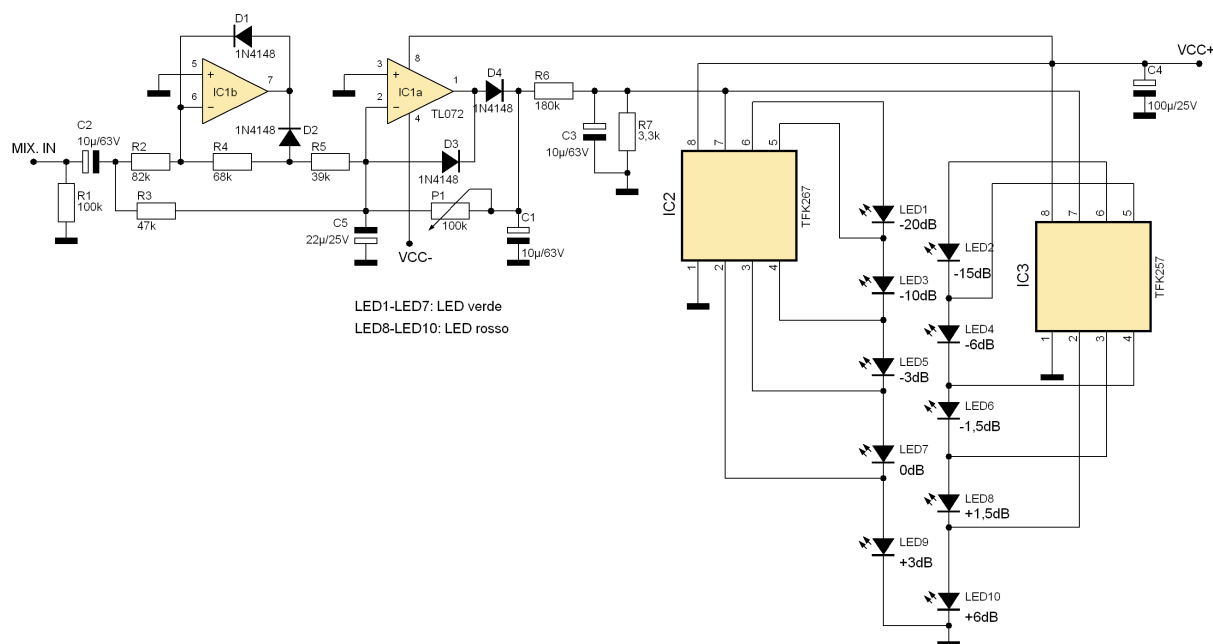 D1
1N4148
5
+
6
−
7
IC1b
1N4148
D2
C2
10µ/63V
MIX. IN
R1
100k
R2
82k
R4
68k
R5
39k
R3
47k
3
+
2
−
8
1
4
IC1a
TL072
D4
1N4148
D3
1N4148
P1
100k
C5
22µ/25V
VCC-
C1
10µ/63V
R6
180k
C3
10µ/63V
R7
3,3k
LED1-LED7: LED verde
LED8-LED10: LED rosso
VCC+
C4
100µ/25V
8
7
6
5
IC2
TFK267
1
2
3
4
8
7
6
5
IC3
TFK257
1
2
3
4
LED1
-20dB
LED2
-15dB
LED3
-10dB
LED4
-6dB
LED5
-3dB
LED6
-1,5dB
LED7
0dB
LED8
+1,5dB
LED9
+3dB
LED10
+6dB